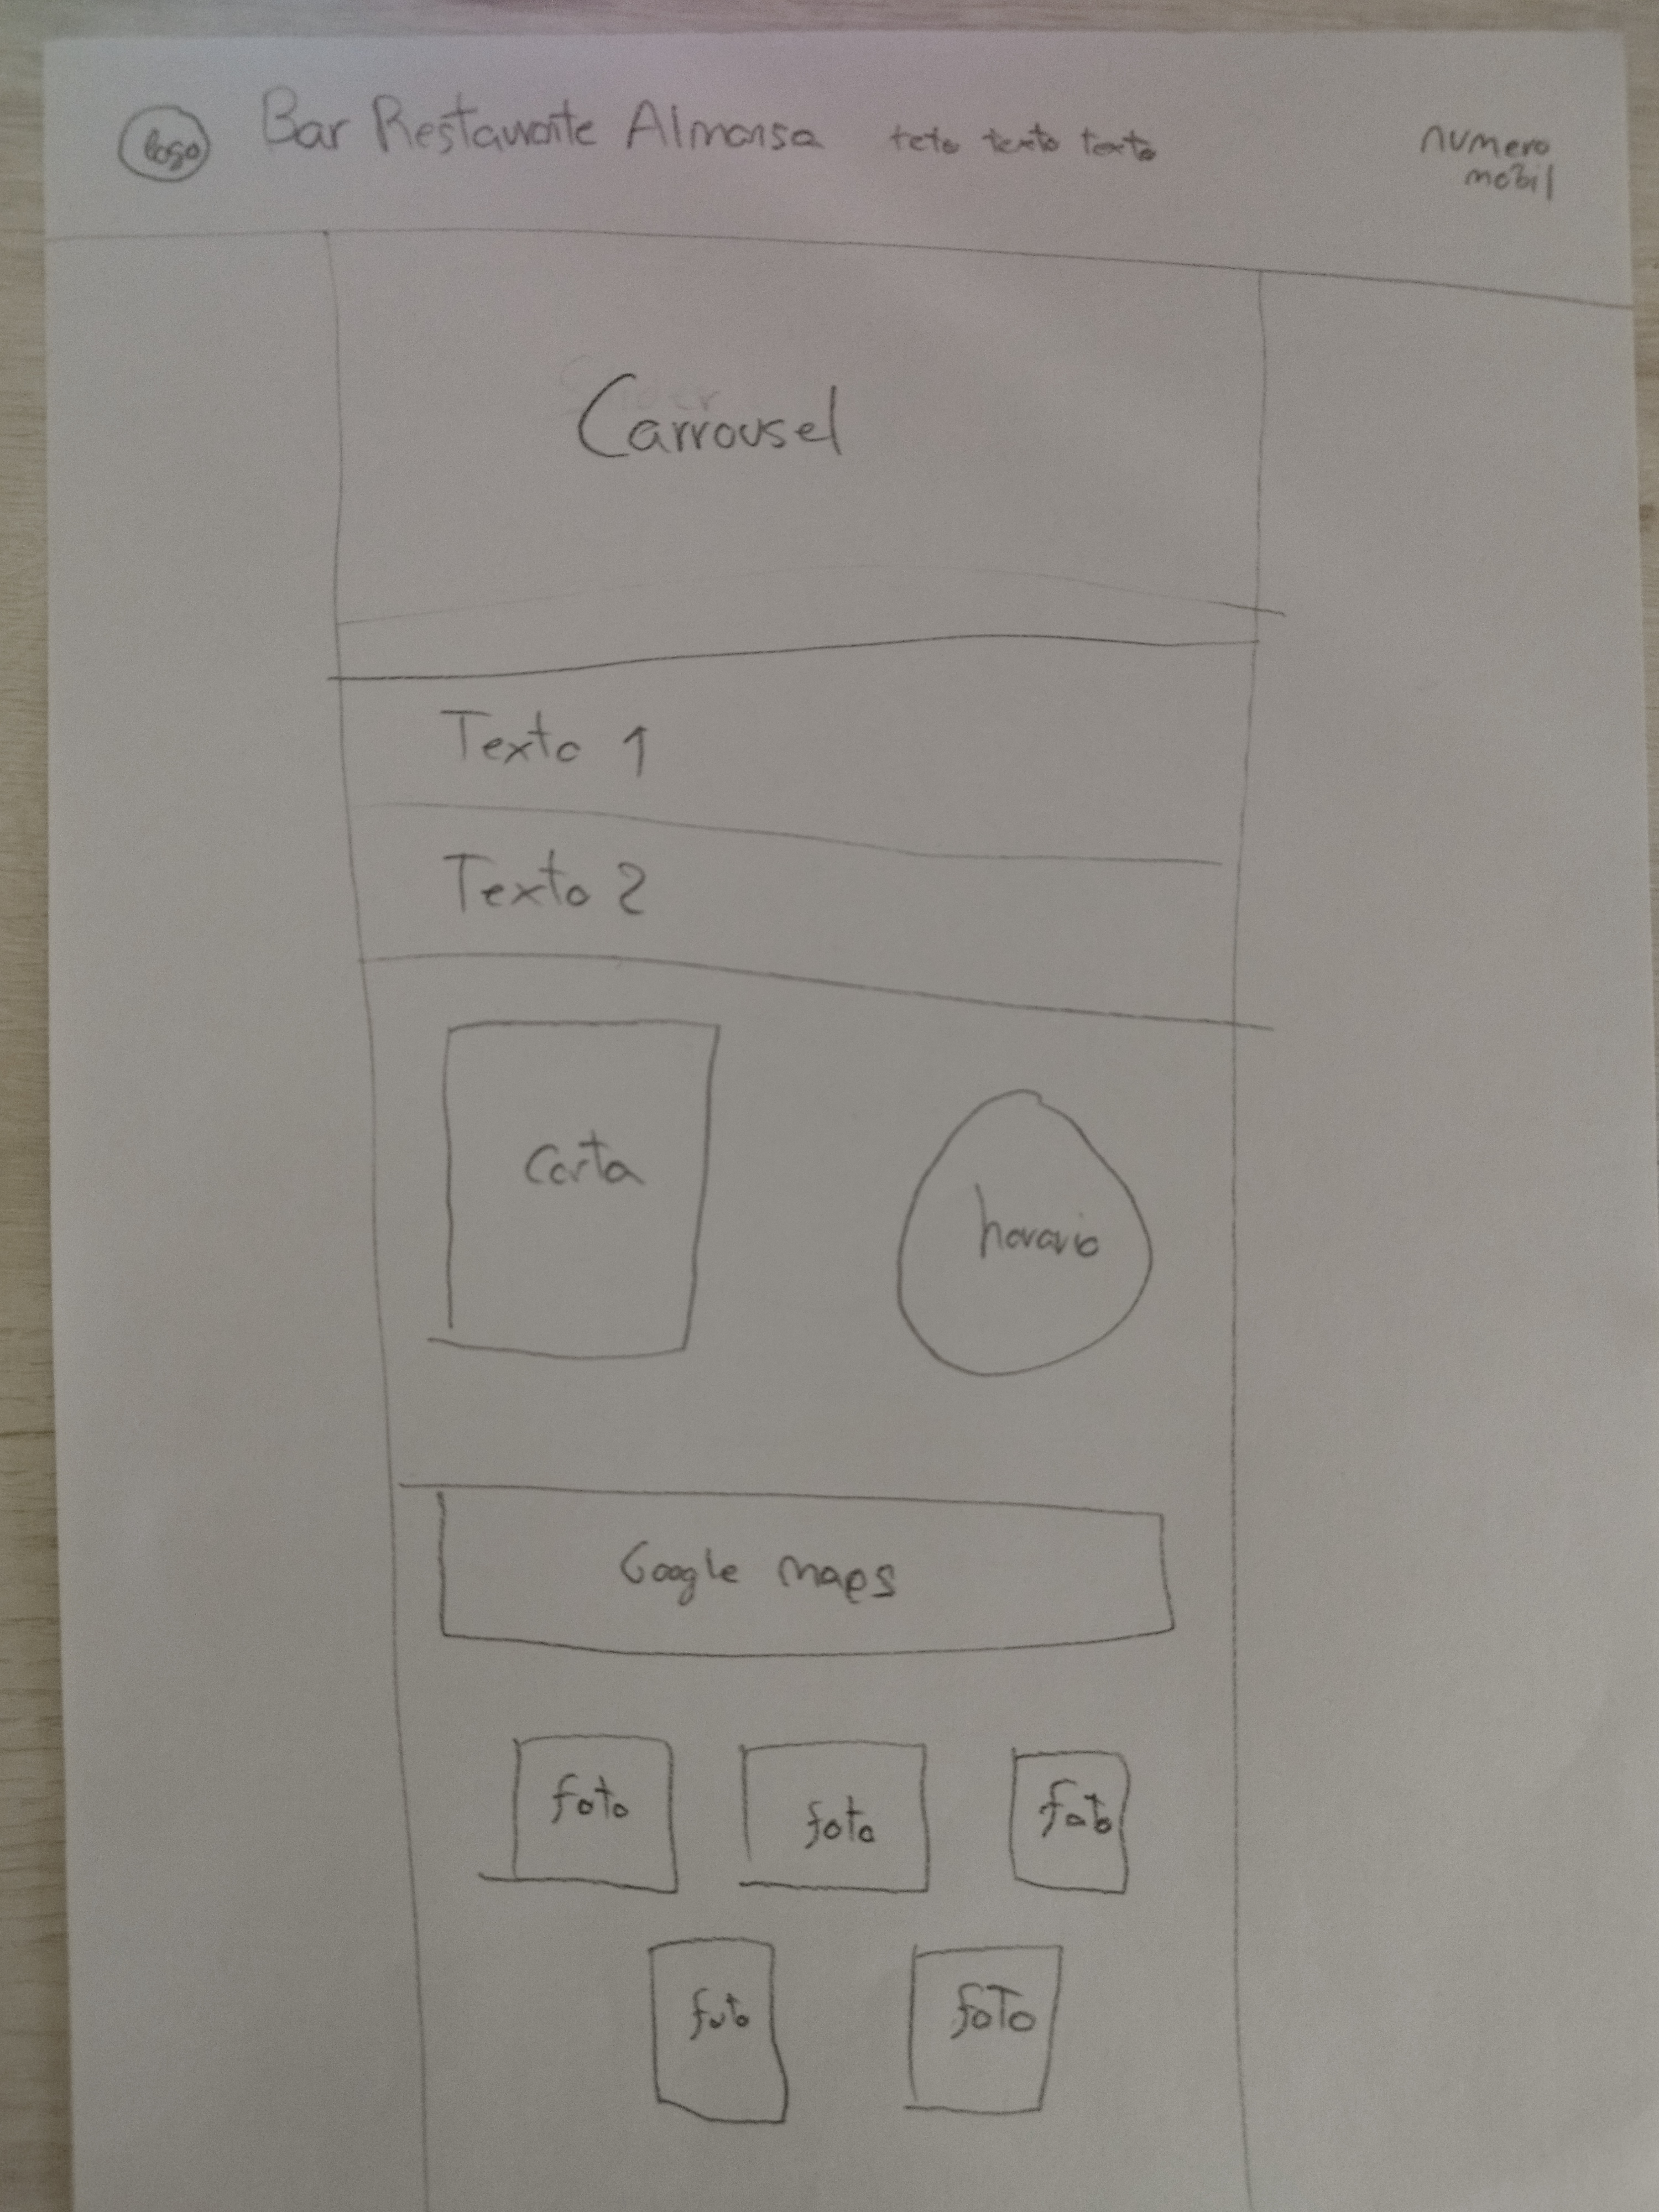 logo Bar Restaurante Almansa teto texto texto numero
mobil
Carrousel
Texto 1
Texto 2
Carta
horario
Google maps
foto foto foto
foto foto